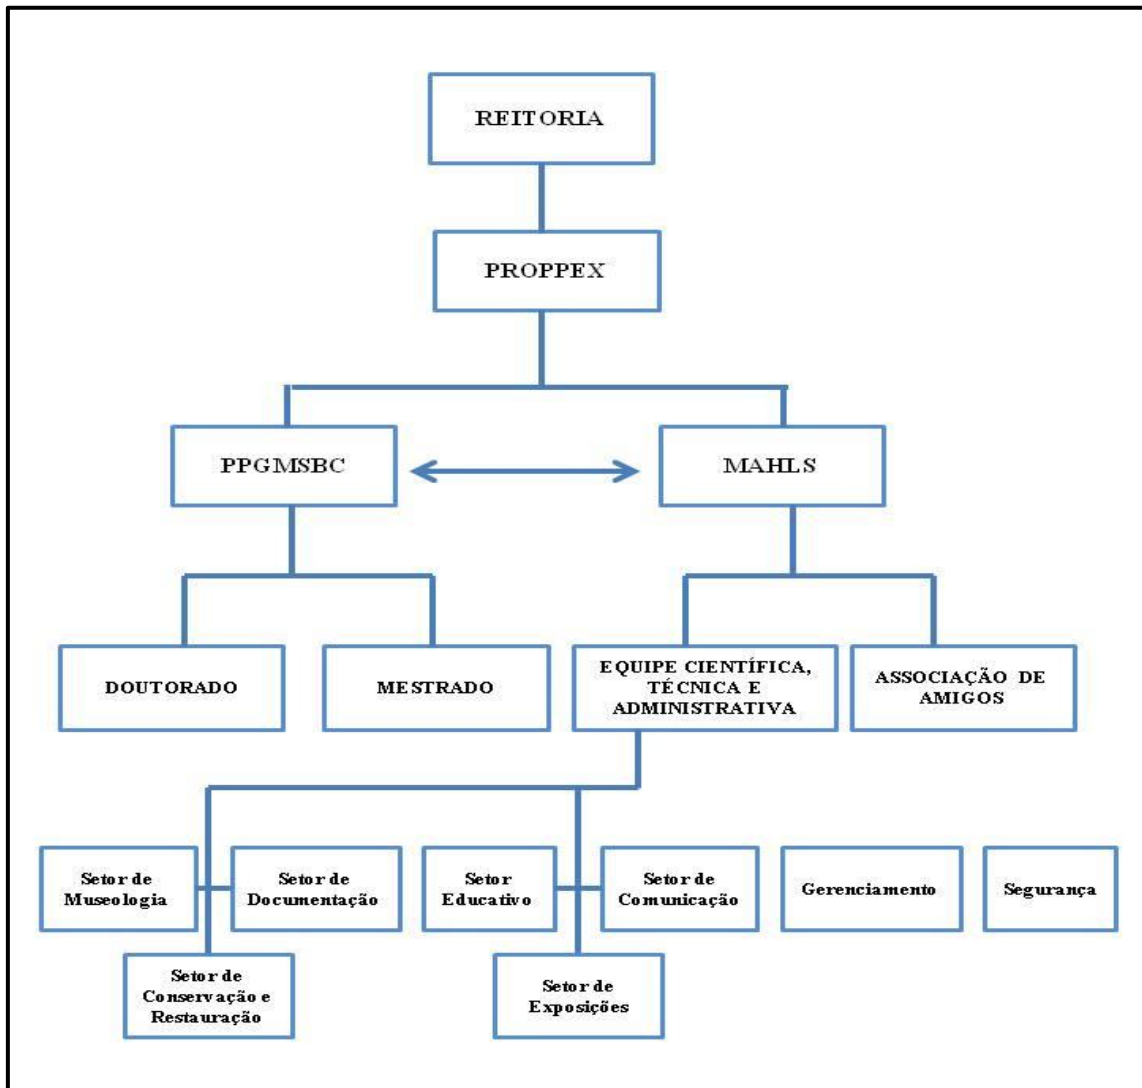 REITORIA
PROPPEX
PPGMSBC
MAHLS
DOUTORADO
MESTRADO
EQUIPE CIENTÍFICA,
TÉCNICA E
ADMINISTRATIVA
ASSOCIAÇÃO DE
AMIGOS
Setor de
Museologia
Setor de
Documentação
Setor
Educativo
Setor de
Comunicação
Gerenciamento
Segurança
Setor de
Conservação e
Restauração
Setor de
Exposições